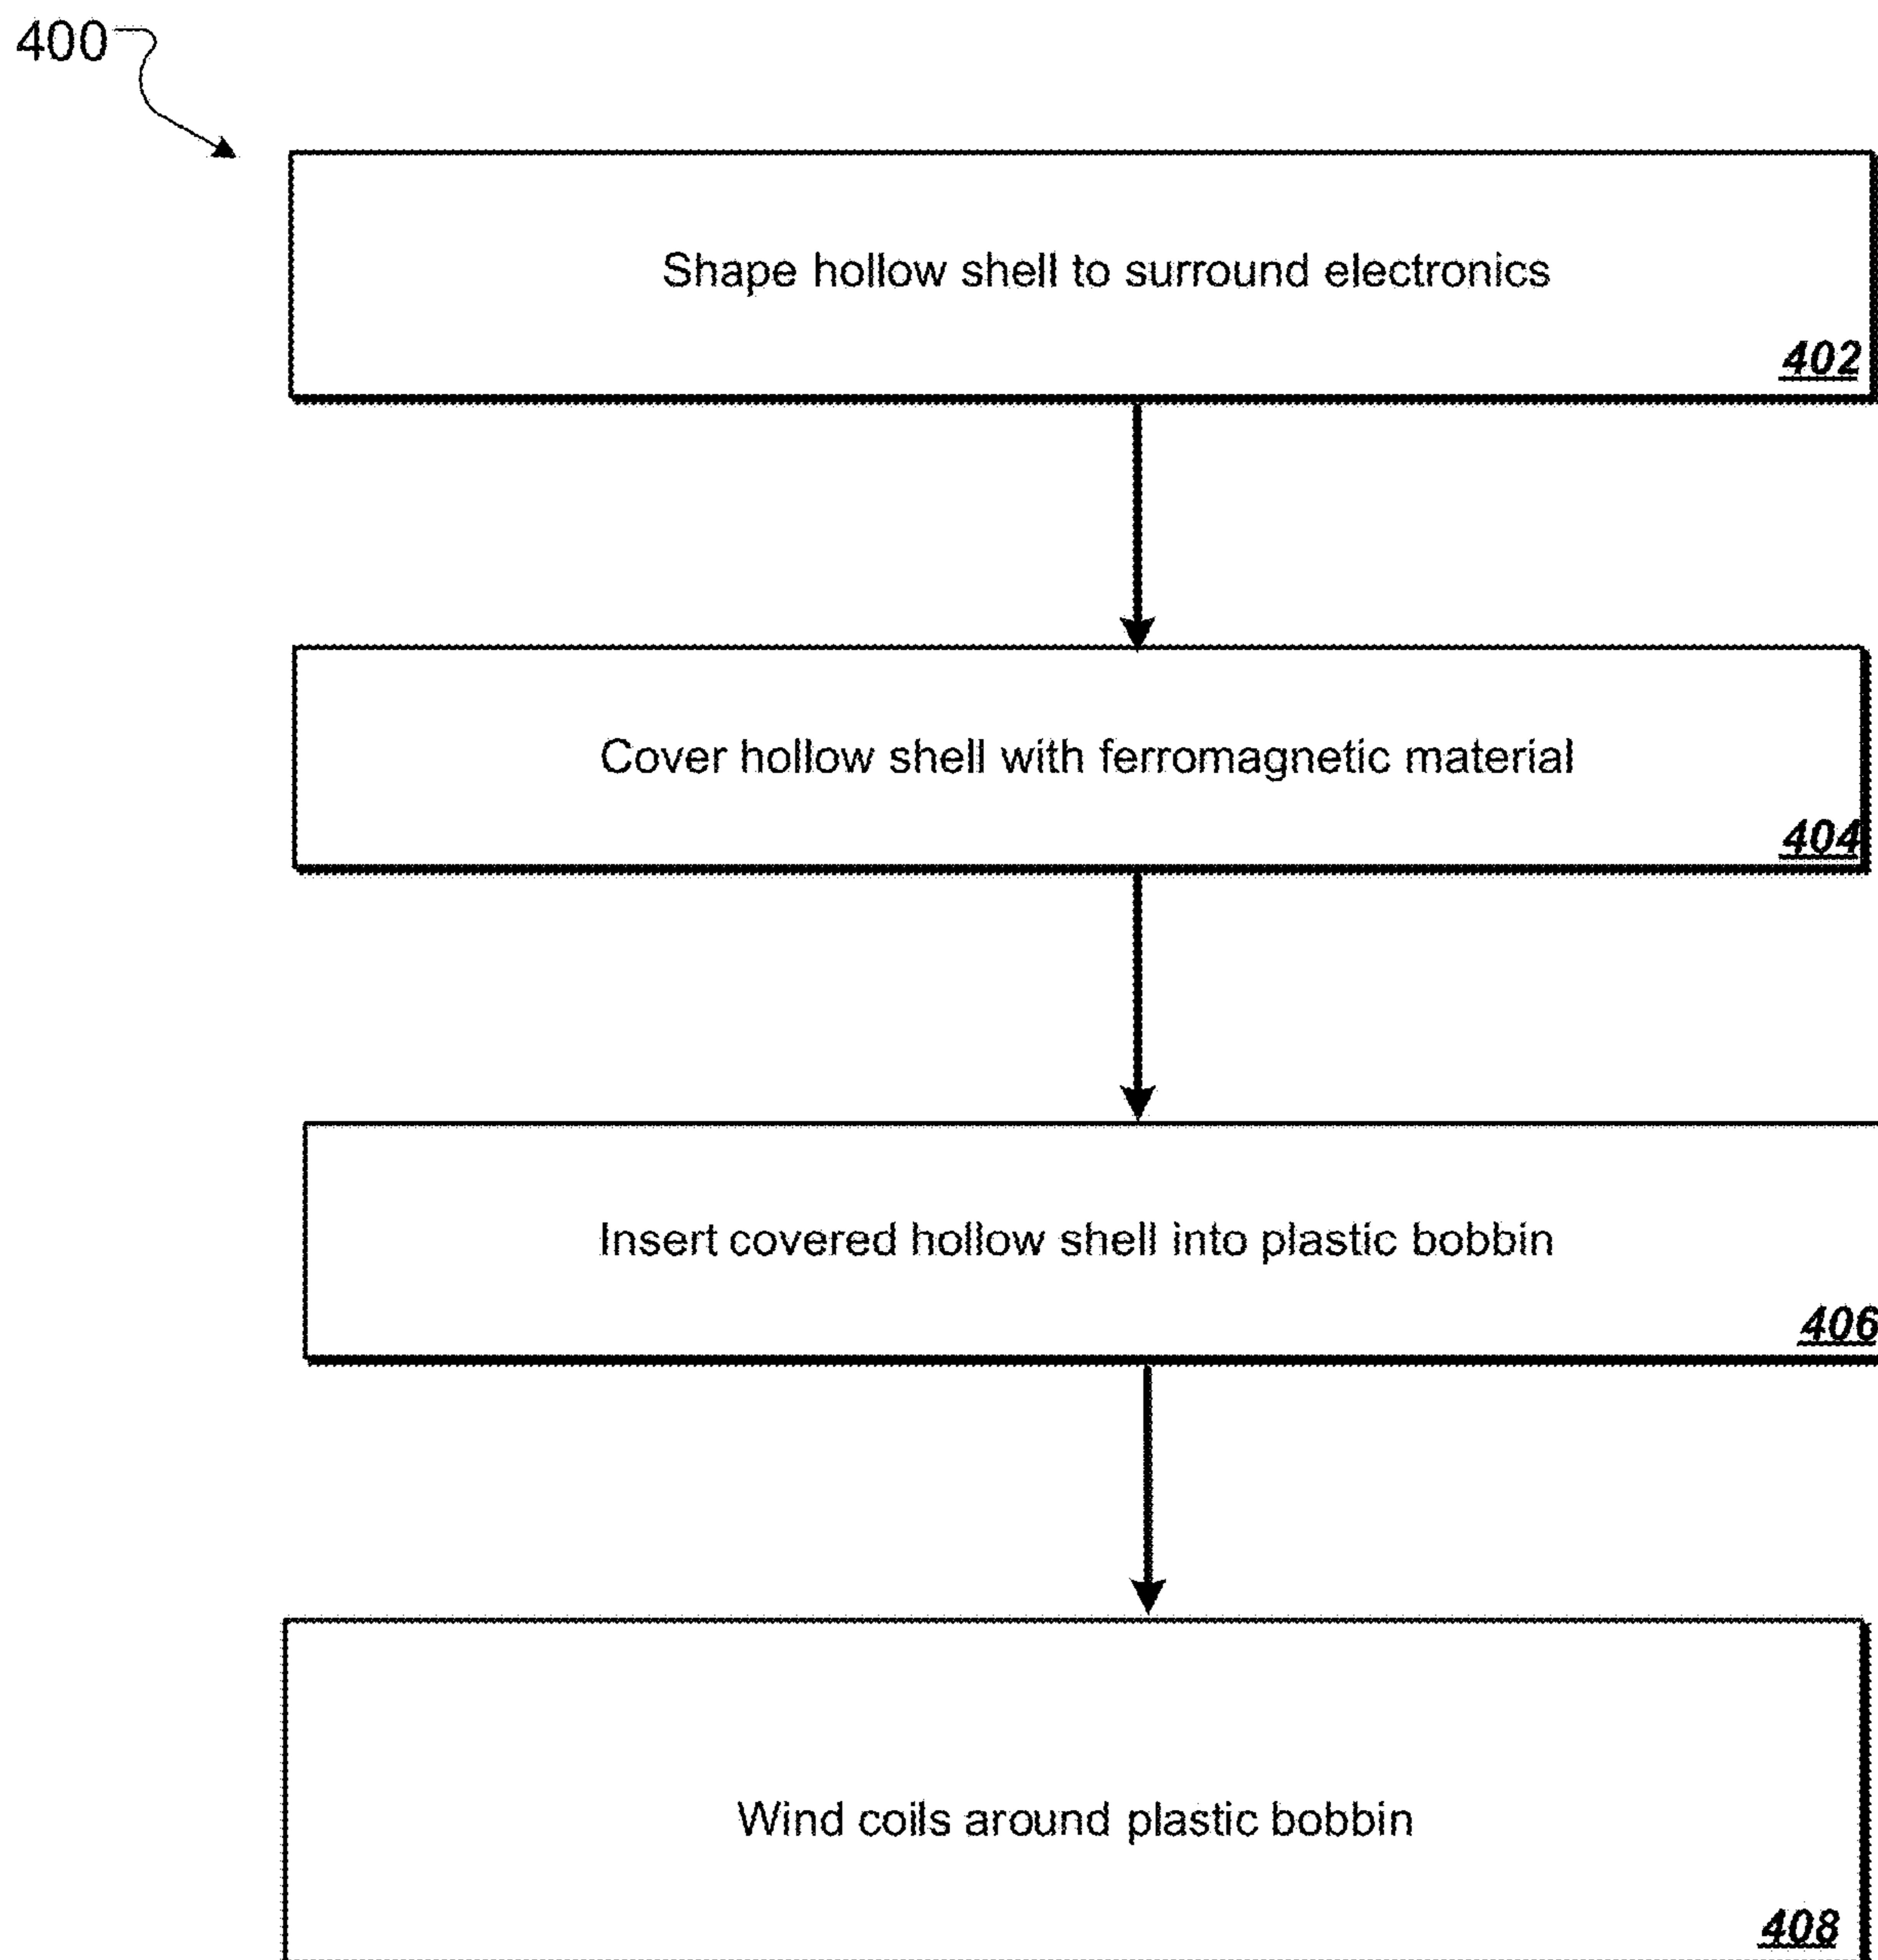 400
Shape hollow shell to surround electronics
402
Cover hollow shell with ferromagnetic material
404
Insert covered hollow shell into plastic bobbin
406
Wind coils around plastic bobbin
408